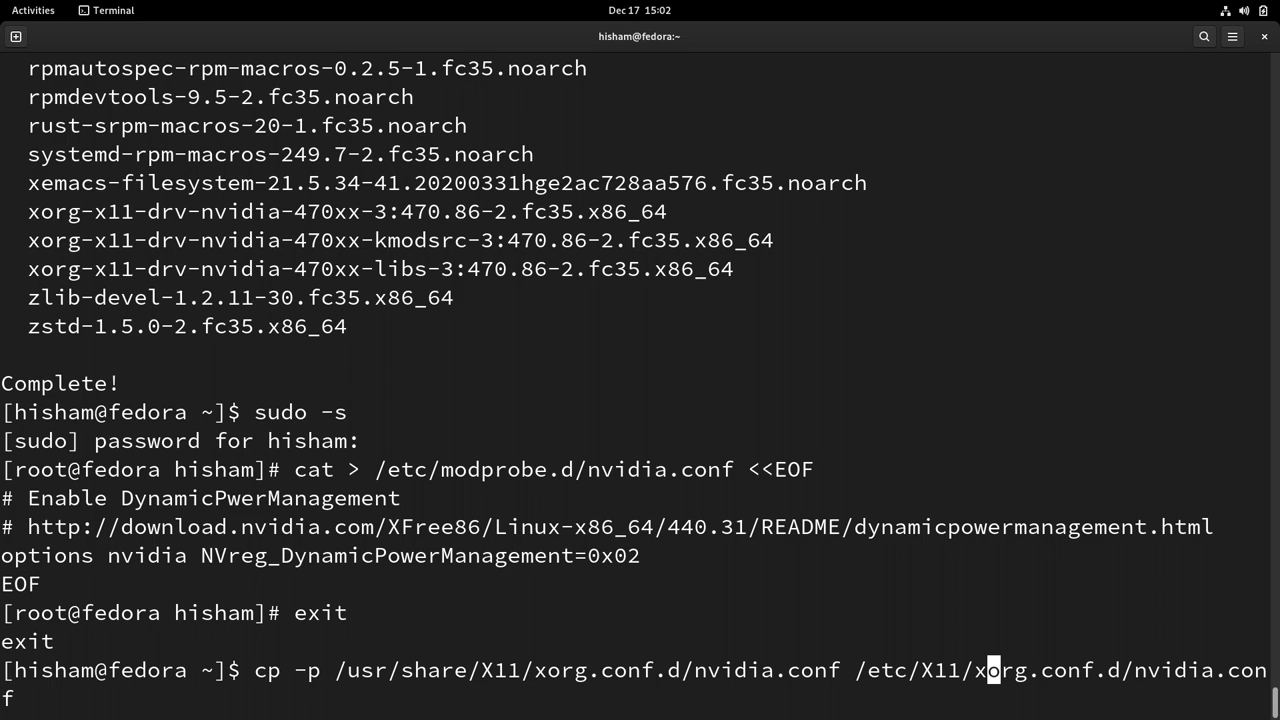 Activities Terminal Dec 17 15:02
hisham@fedora:~
rpmautospec-rpm-macros-0.2.5-1.fc35.noarch
rpmdevtools-9.5-2.fc35.noarch
rust-srpm-macros-20-1.fc35.noarch
systemd-rpm-macros-249.7-2.fc35.noarch
xemacs-filesystem-21.5.34-41.20200331hge2ac728aa576.fc35.noarch
xorg-x11-drv-nvidia-470xx-3:470.86-2.fc35.x86_64
xorg-x11-drv-nvidia-470xx-kmodsrc-3:470.86-2.fc35.x86_64
xorg-x11-drv-nvidia-470xx-libs-3:470.86-2.fc35.x86_64
zlib-devel-1.2.11-30.fc35.x86_64
zstd-1.5.0-2.fc35.x86_64
Complete!
[hisham@fedora ~]$ sudo -s
[sudo] password for hisham:
[root@fedora hisham]# cat > /etc/modprobe.d/nvidia.conf <<EOF
# Enable DynamicPwerManagement
# http://download.nvidia.com/XFree86/Linux-x86_64/440.31/README/dynamicpowermanagement.html
options nvidia NVreg_DynamicPowerManagement=0x02
EOF
[root@fedora hisham]# exit
exit
[hisham@fedora ~]$ cp -p /usr/share/X11/xorg.conf.d/nvidia.conf /etc/X11/xorg.conf.d/nvidia.con
f